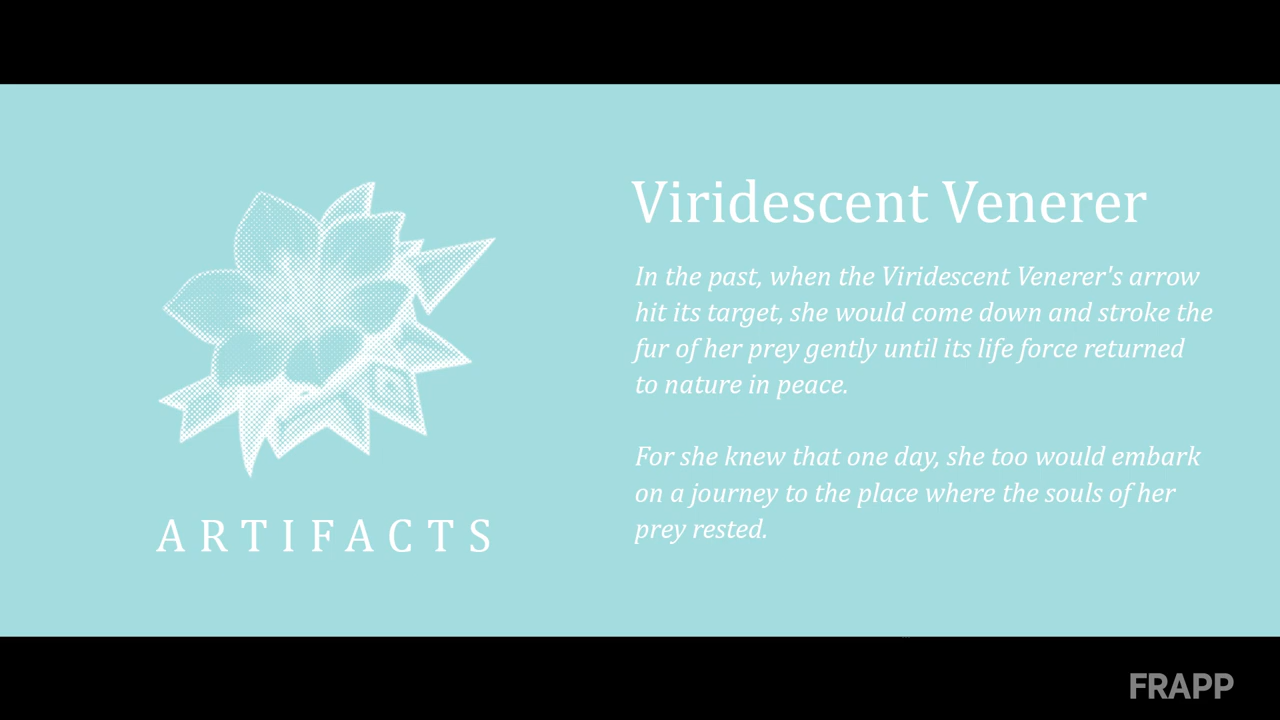 Viridescent Venerer
In the past, when the Viridescent Venerer's arrow
hit its target, she would come down and stroke the
fur of her prey gently until its life force returned
to nature in peace.
For she knew that one day, she too would embark
on a journey to the place where the souls of her
prey rested.
ARTIFACTS
FRAPP